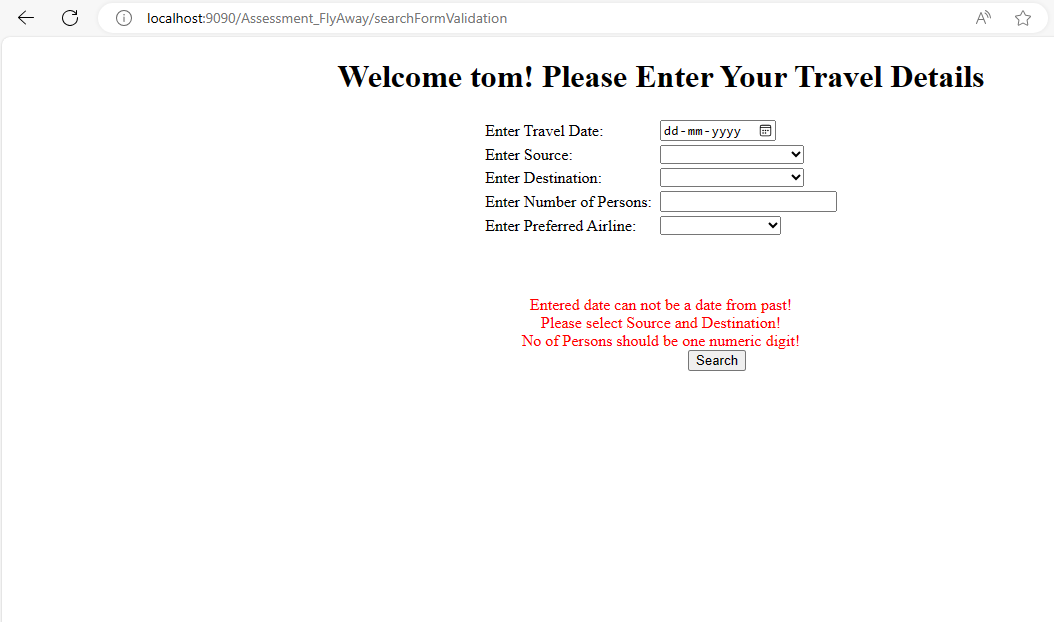 localhost:9090/Assessment_FlyAway/searchFormValidation
Welcome tom! Please Enter Your Travel Details
Enter Travel Date: dd-mm-yyyy
Enter Source:
Enter Destination:
Enter Number of Persons:
Enter Preferred Airline:
Entered date can not be a date from past!
Please select Source and Destination!
No of Persons should be one numeric digit!
Search